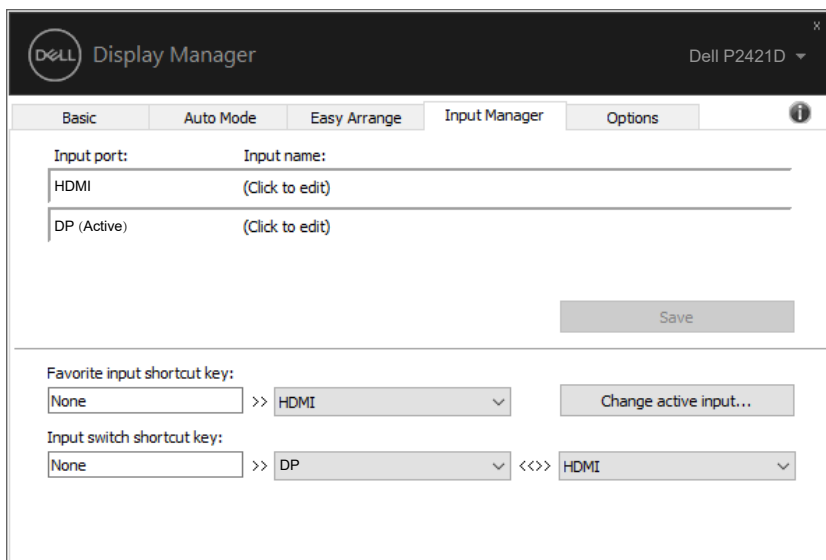 x
DELL Display Manager Dell P2421D
Basic Auto Mode Easy Arrange Input Manager Options i
Input port: Input name:
HDMI (Click to edit)
DP (Active) (Click to edit)
Save
Favorite input shortcut key:
None >> HDMI Change active input...
Input switch shortcut key:
None >> DP <<>> HDMI